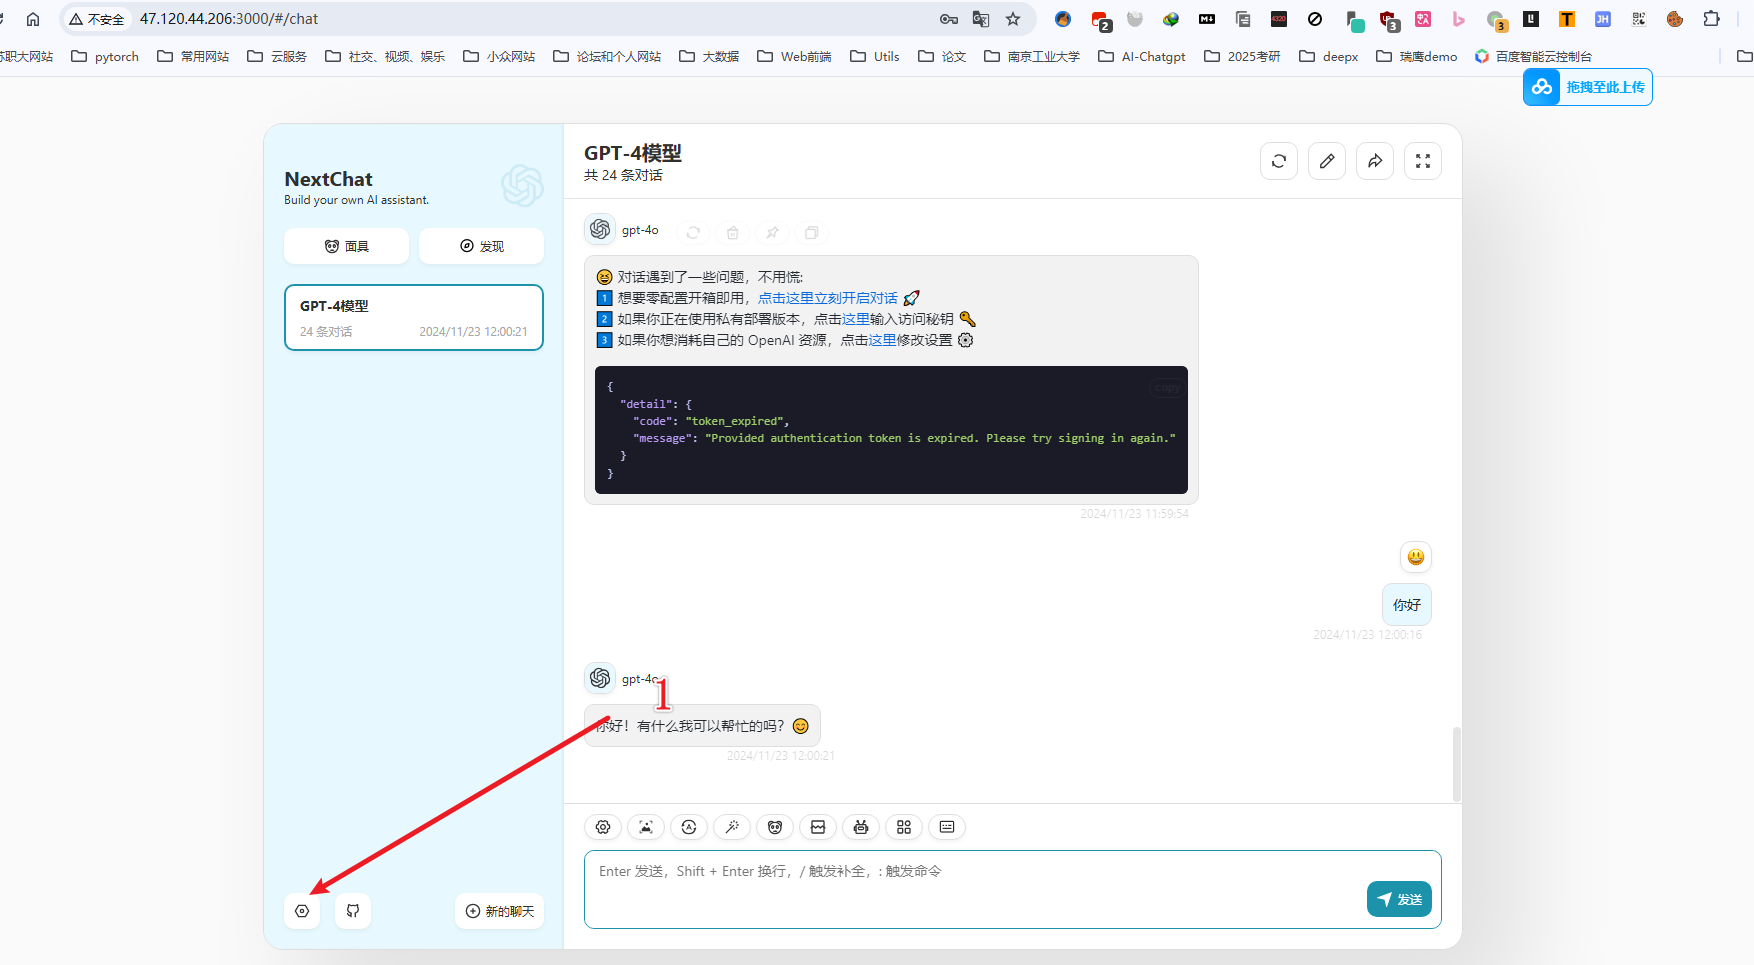 不安全 47.120.44.206:3000/#/chat
2 4320 3 3
苏职大网站 pytorch 常用网站 云服务 社交、视频、娱乐 小众网站 论坛和个人网站 大数据 Web前端 Utils 论文 南京工业大学 AI-Chatgpt 2025考研 deepx 瑞鹰demo 百度智能云控制台
拖拽至此上传
NextChat
Build your own AI assistant.
面具 发现
GPT-4模型
24 条对话 2024/11/23 12:00:21
GPT-4模型
共 24 条对话
gpt-4o
😆 对话遇到了一些问题，不用慌:
1️⃣ 想要零配置开箱即用，点击这里立刻开启对话 🚀
2️⃣ 如果你正在使用私有部署版本，点击这里输入访问秘钥 🔑
3️⃣ 如果你想消耗自己的 OpenAI 资源，点击这里修改设置 ⚙️
copy
{
"detail": {
"code": "token_expired",
"message": "Provided authentication token is expired. Please try signing in again."
}
}
2024/11/23 11:59:54
你好
2024/11/23 12:00:16
gpt-4o
1
你好！有什么我可以帮忙的吗？😊
2024/11/23 12:00:21
Enter 发送，Shift + Enter 换行，/ 触发补全，: 触发命令
发送
新的聊天